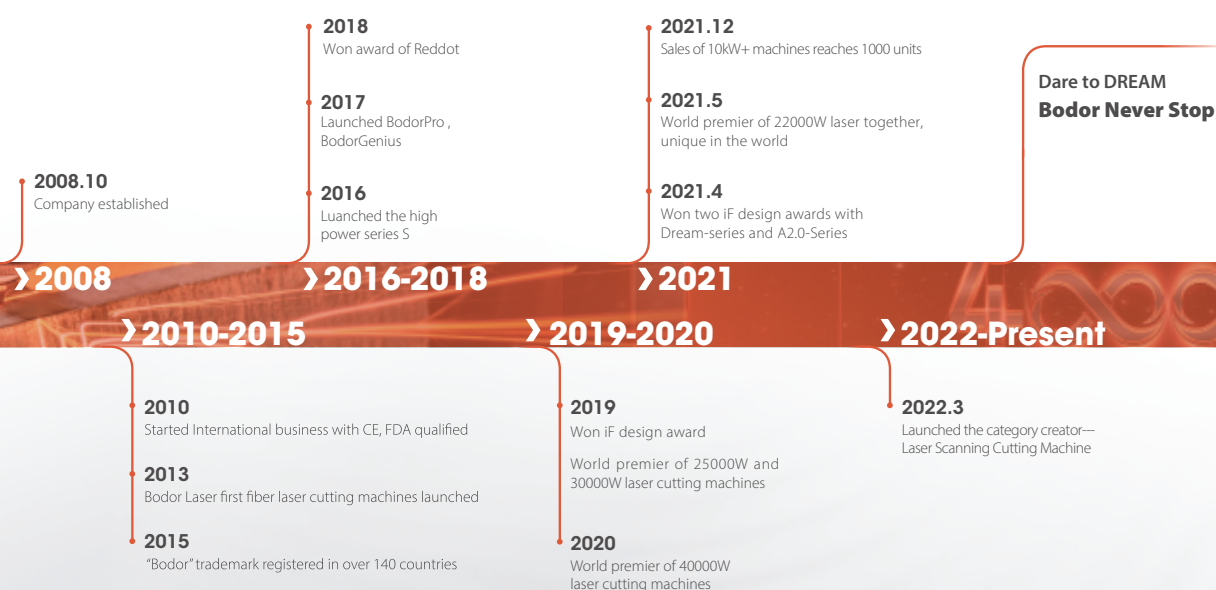 2008
2008.10
Company established
2010-2015
2010
Started International business with CE, FDA qualified
2013
Bodor Laser first fiber laser cutting machines launched
2015
“Bodor” trademark registered in over 140 countries
2016-2018
2018
Won award of Reddot
2017
Launched BodorPro ,
BodorGenius
2016
Luanched the high
power series S
2019-2020
2019
Won iF design award
World premier of 25000W and
30000W laser cutting machines
2020
World premier of 40000W
laser cutting machines
2021
2021.12
Sales of 10kW+ machines reaches 1000 units
2021.5
World premier of 22000W laser together,
unique in the world
2021.4
Won two iF design awards with
Dream-series and A2.0-Series
2022-Present
2022.3
Launched the category creator---
Laser Scanning Cutting Machine
Dare to DREAM
Bodor Never Stop